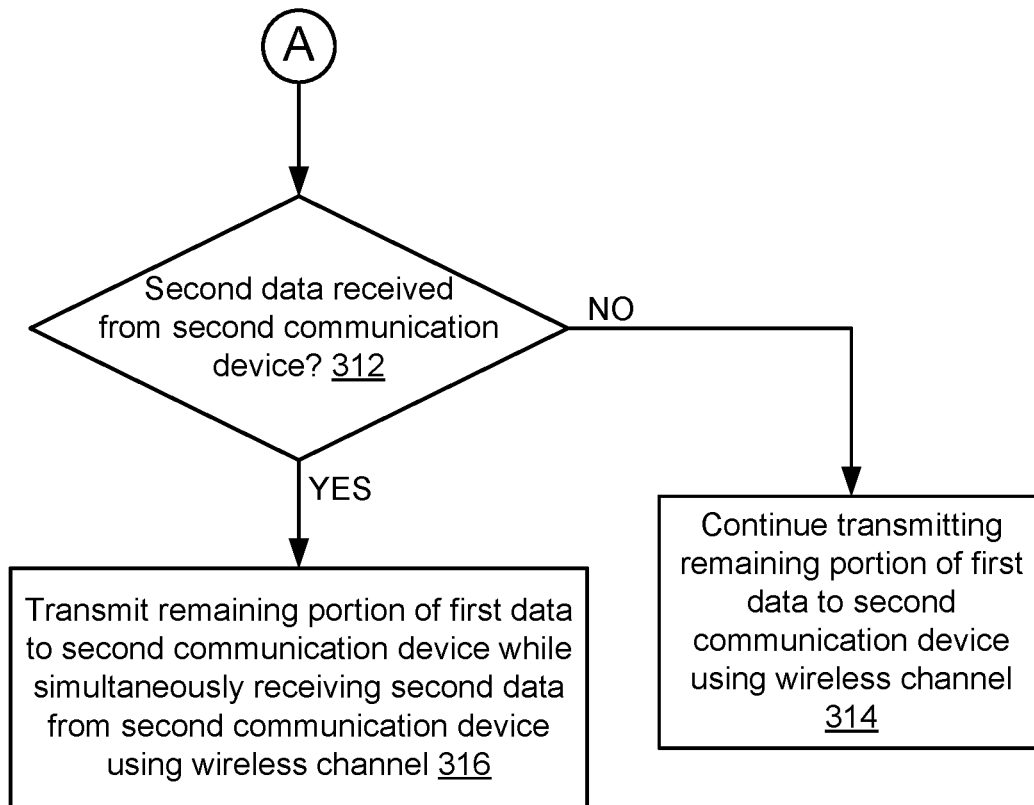 A
Second data received
from second communication
device? 312
NO
YES
Continue transmitting
remaining portion of first
data to second
communication device
using wireless channel
314
Transmit remaining portion of first data
to second communication device while
simultaneously receiving second data
from second communication device
using wireless channel 316